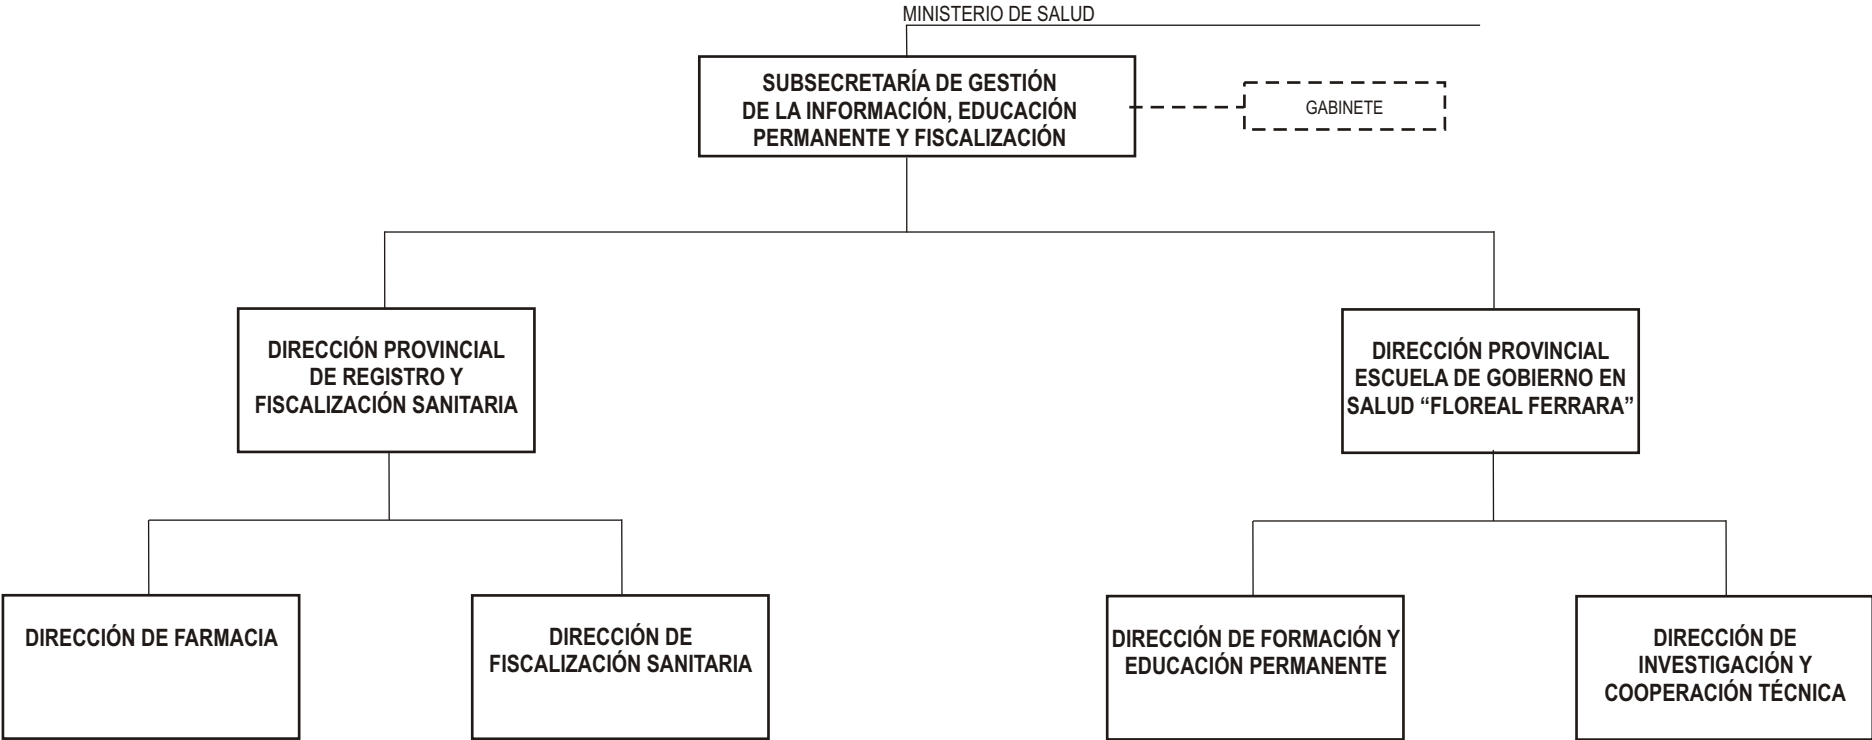 MINISTERIO DE SALUD
SUBSECRETARÍA DE GESTIÓN
DE LA INFORMACIÓN, EDUCACIÓN
PERMANENTE Y FISCALIZACIÓN
GABINETE
DIRECCIÓN PROVINCIAL
DE REGISTRO Y
FISCALIZACIÓN SANITARIA
DIRECCIÓN PROVINCIAL
ESCUELA DE GOBIERNO EN
SALUD “FLOREAL FERRARA”
DIRECCIÓN DE FARMACIA
DIRECCIÓN DE
FISCALIZACIÓN SANITARIA
DIRECCIÓN DE FORMACIÓN Y
EDUCACIÓN PERMANENTE
DIRECCIÓN DE
INVESTIGACIÓN Y
COOPERACIÓN TÉCNICA